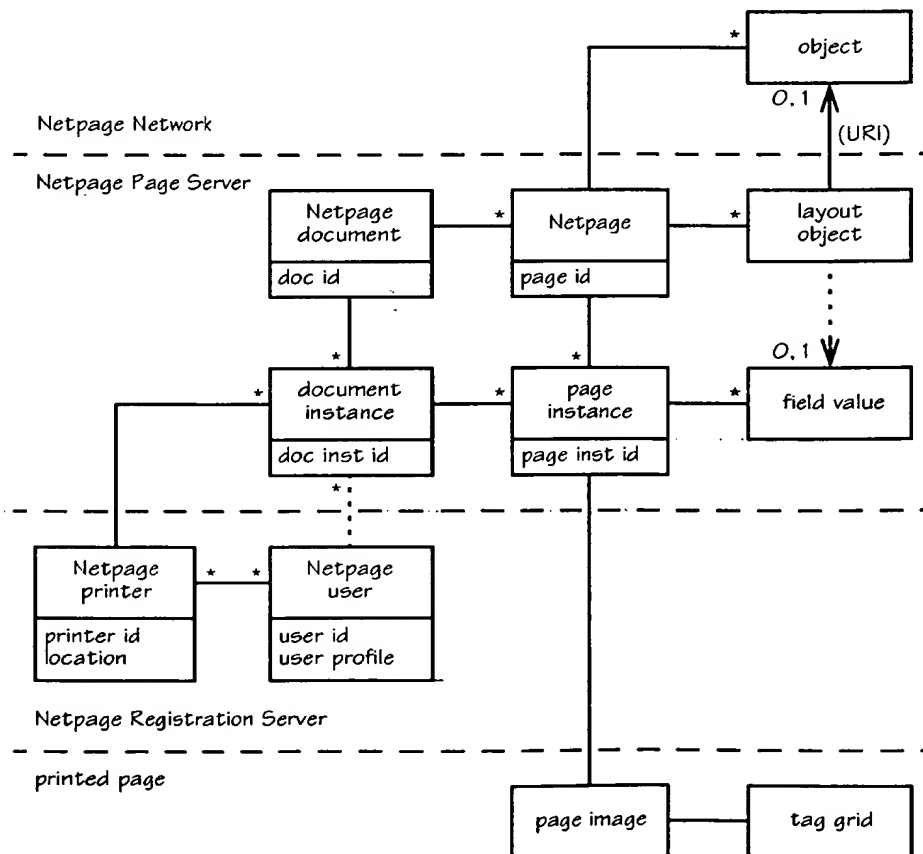 *
object
0,1
(URI)
Netpage Network
Netpage Page Server
Netpage
document
doc id
*
Netpage
page id
*
layout
object
*
*
0,1
*
document
instance
doc inst id
*
page
instance
page inst id
*
field value
*
Netpage
printer
printer id
location
*
*
Netpage
user
user id
user profile
Netpage Registration Server
printed page
page image
tag grid